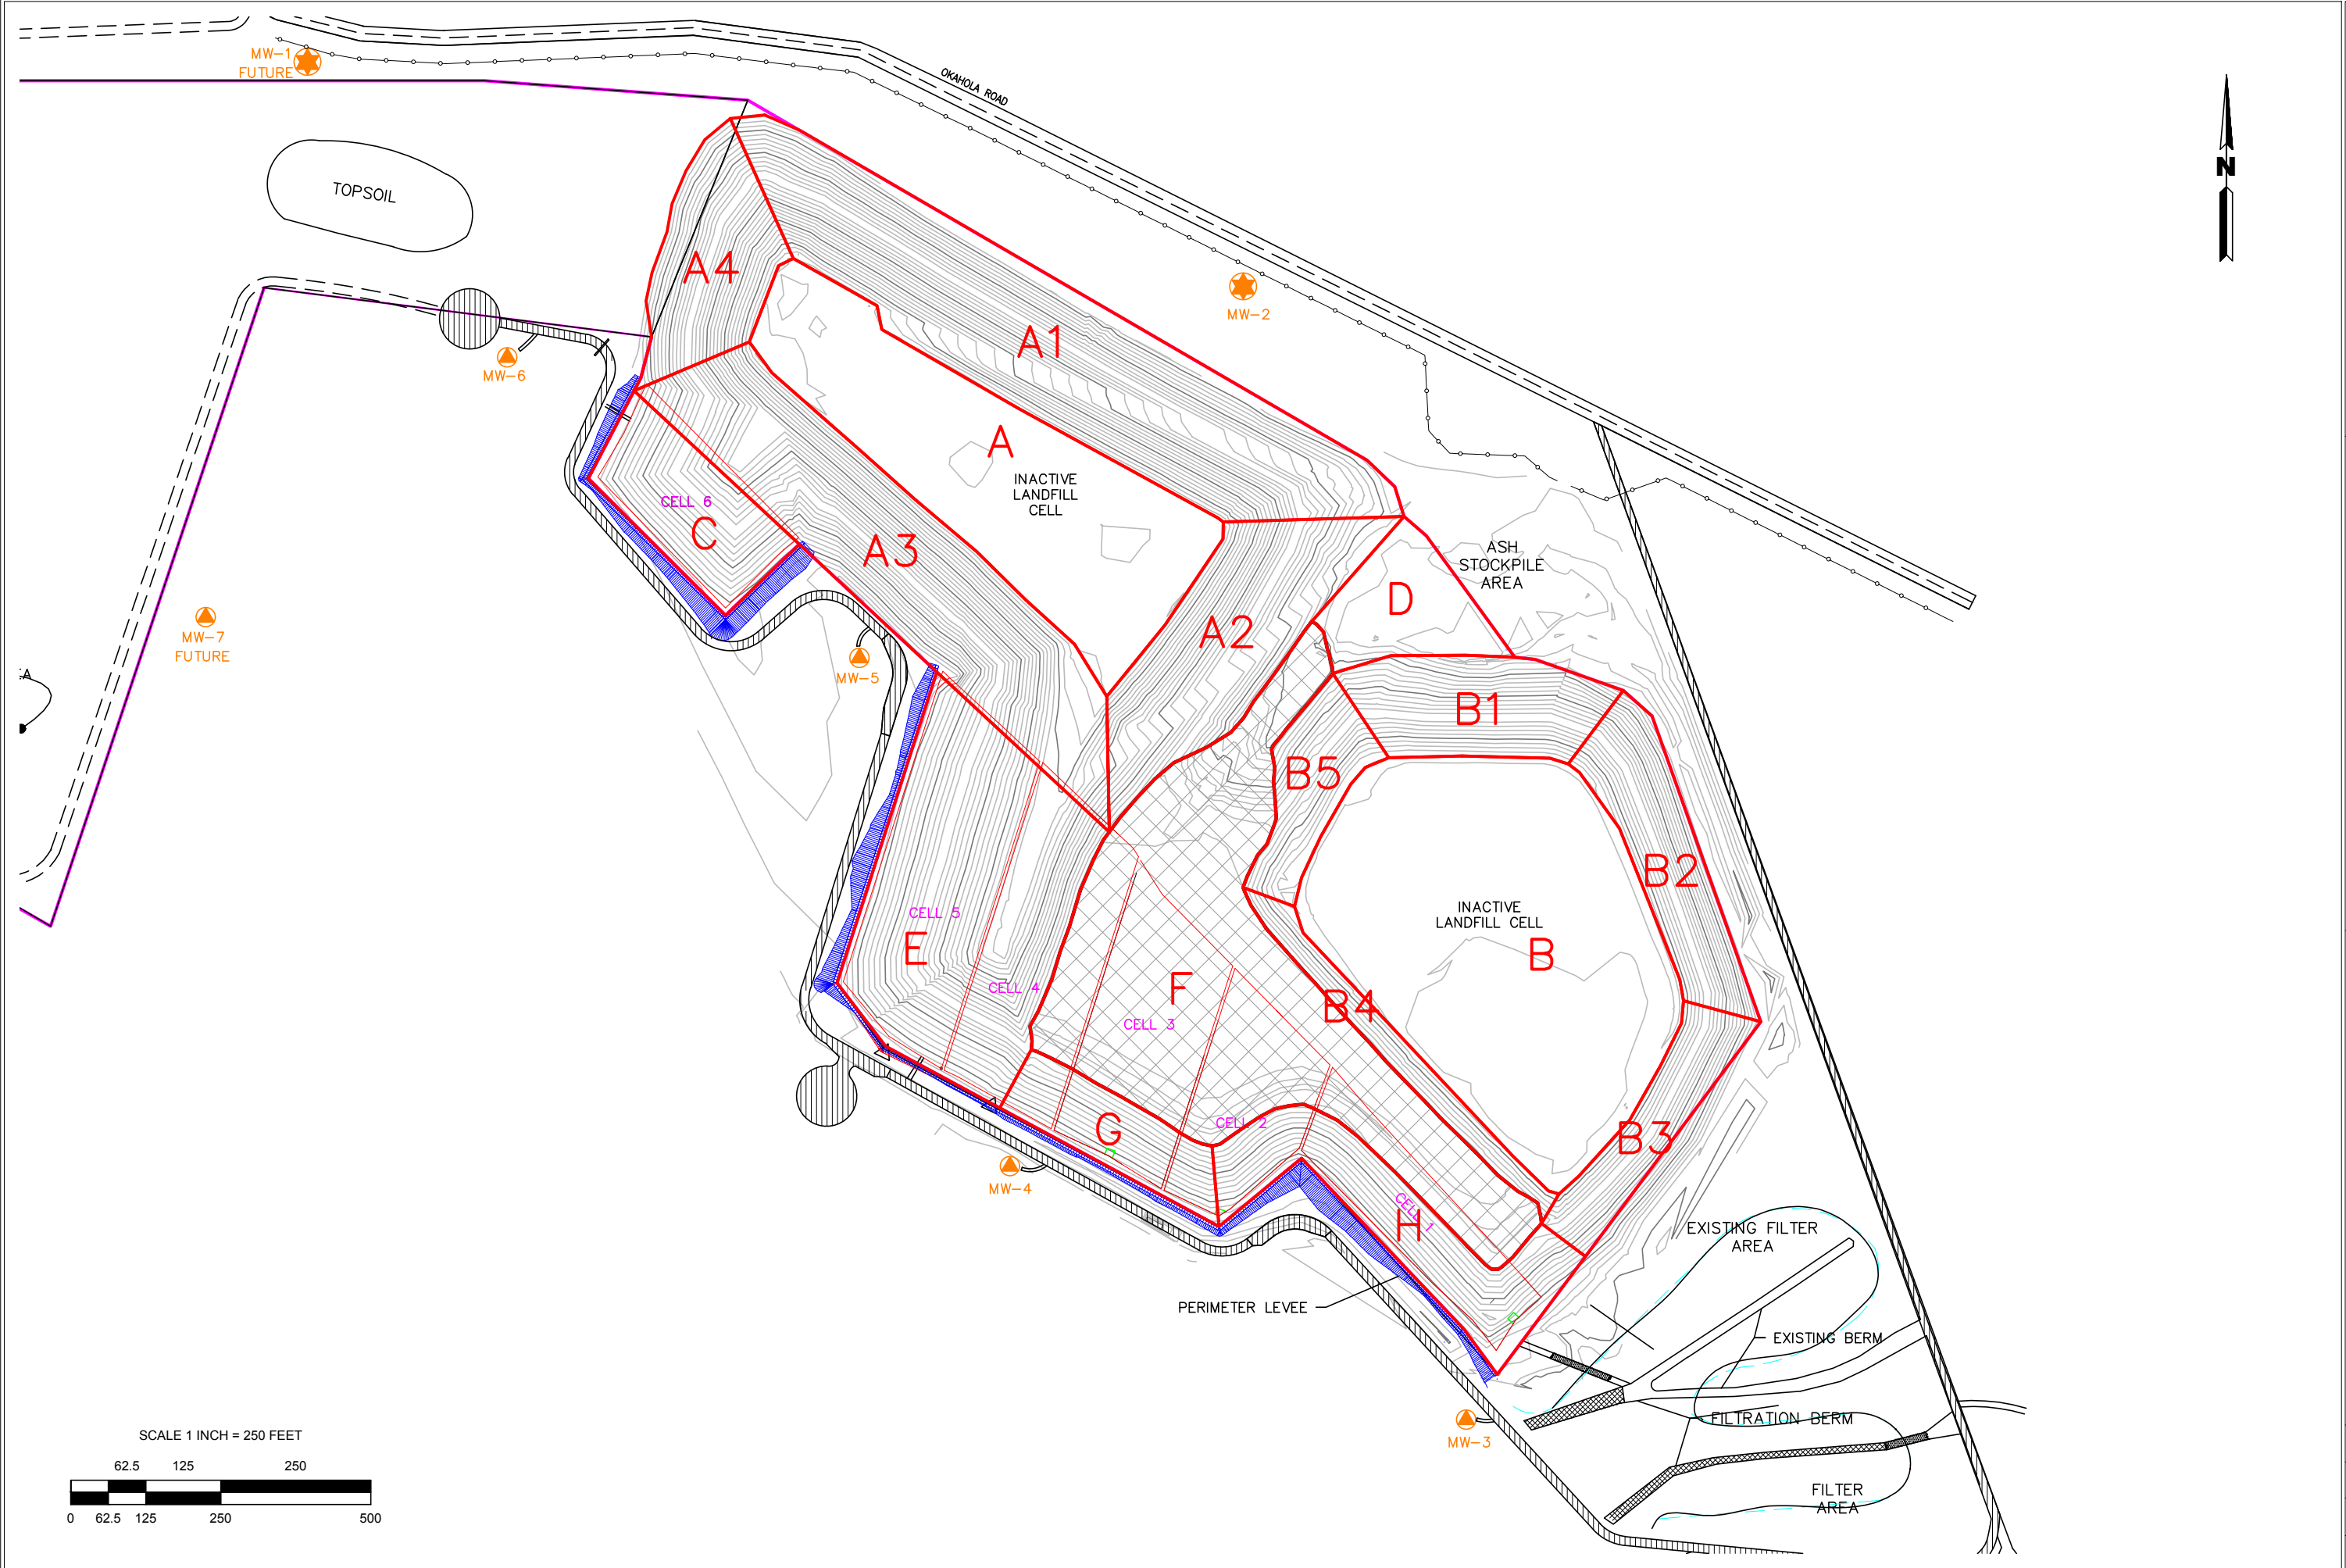 MW-1
FUTURE
OKAHOLA ROAD
TOPSOIL
N
A4
MW-2
A1
MW-6
A
INACTIVE
LANDFILL
CELL
CELL 6
C
A3
ASH
STOCKPILE
AREA
D
A2
MW-7
FUTURE
MW-5
A
B1
B5
B2
CELL 5
E
INACTIVE
LANDFILL CELL
B
CELL 4
F
CELL 3
B4
G
CELL 2
B3
MW-4
CELL 1
H
EXISTING FILTER
AREA
PERIMETER LEVEE
EXISTING BERM
FILTRATION BERM
MW-3
FILTER
AREA
SCALE 1 INCH = 250 FEET
62.5 125 250
0 62.5 125 250 500